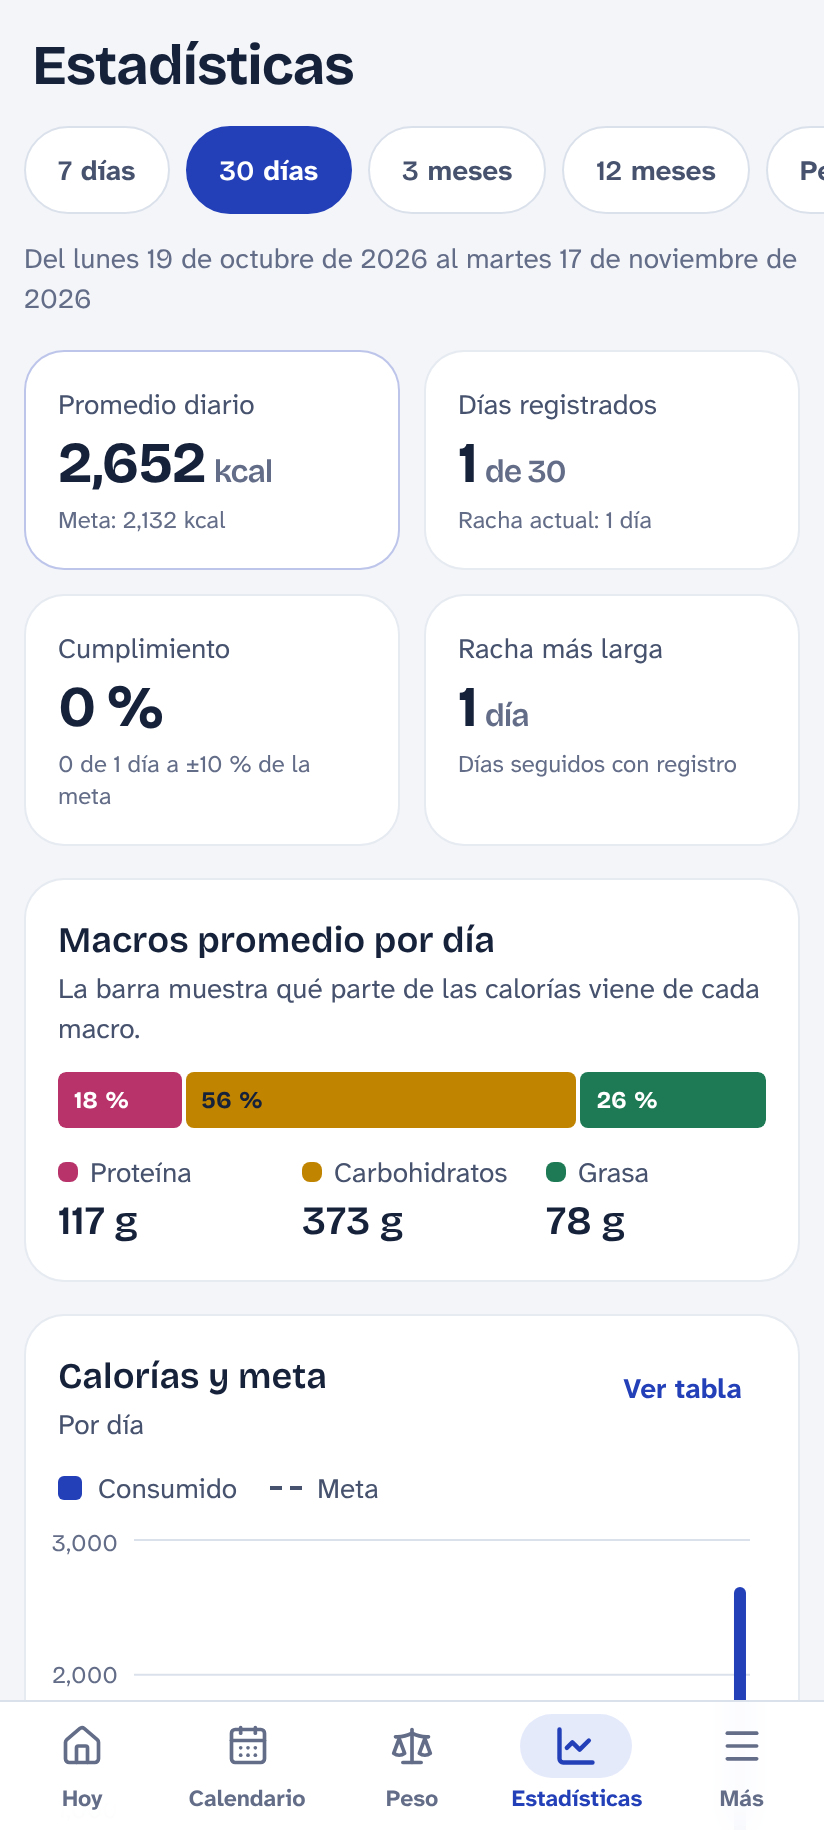 Estadísticas
7 días
30 días
3 meses
12 meses
Pe
Del lunes 19 de octubre de 2026 al martes 17 de noviembre de
2026
Promedio diario
2,652 kcal
Meta: 2,132 kcal
Días registrados
1 de 30
Racha actual: 1 día
Cumplimiento
0 %
0 de 1 día a ±10 % de la
meta
Racha más larga
1 día
Días seguidos con registro
Macros promedio por día
La barra muestra qué parte de las calorías viene de cada
macro.
18 %
56 %
26 %
Proteína
117 g
Carbohidratos
373 g
Grasa
78 g
Calorías y meta
Ver tabla
Por día
Consumido
Meta
3,000
2,000
Hoy
Calendario
Peso
Estadísticas
Más